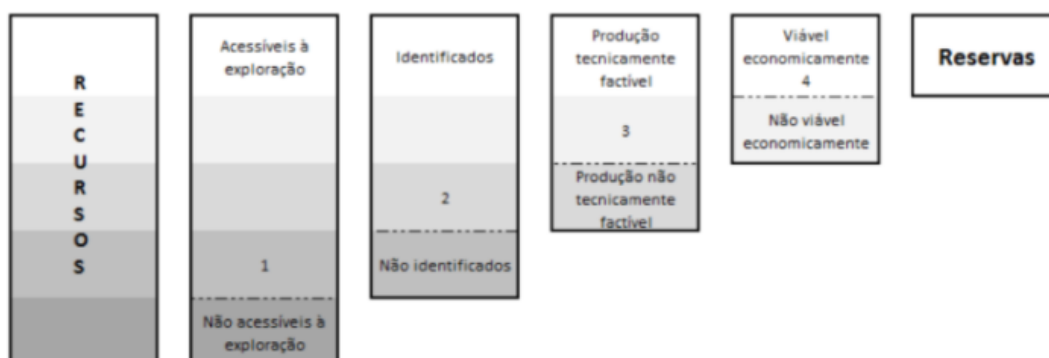 RECURSOS
Acessíveis à
exploração
1
Não acessíveis à
exploração
Identificados
2
Não identificados
Produção
tecnicamente
factível
3
Produção não
tecnicamente
factível
Viável
economicamente
4
Não viável
economicamente
Reservas